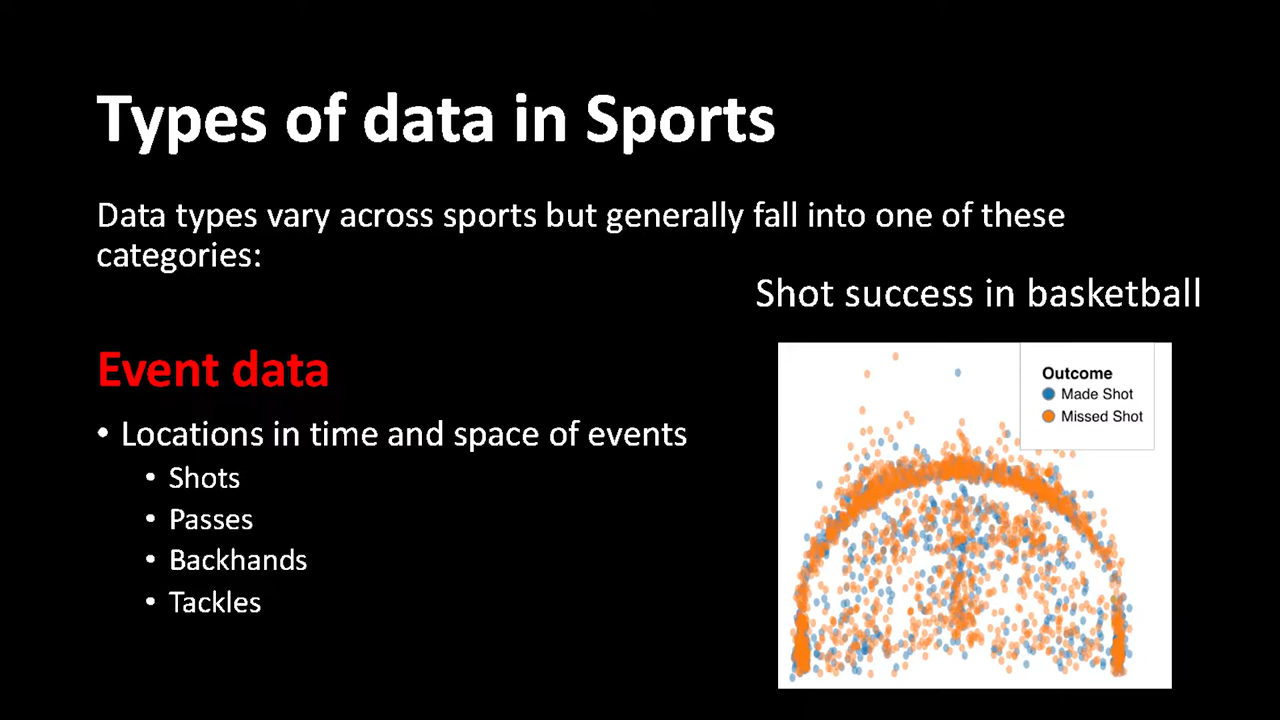 Types of data in Sports
Data types vary across sports but generally fall into one of these
categories:
Shot success in basketball
Event data
• Locations in time and space of events
• Shots
• Passes
• Backhands
• Tackles
Outcome
Made Shot
Missed Shot